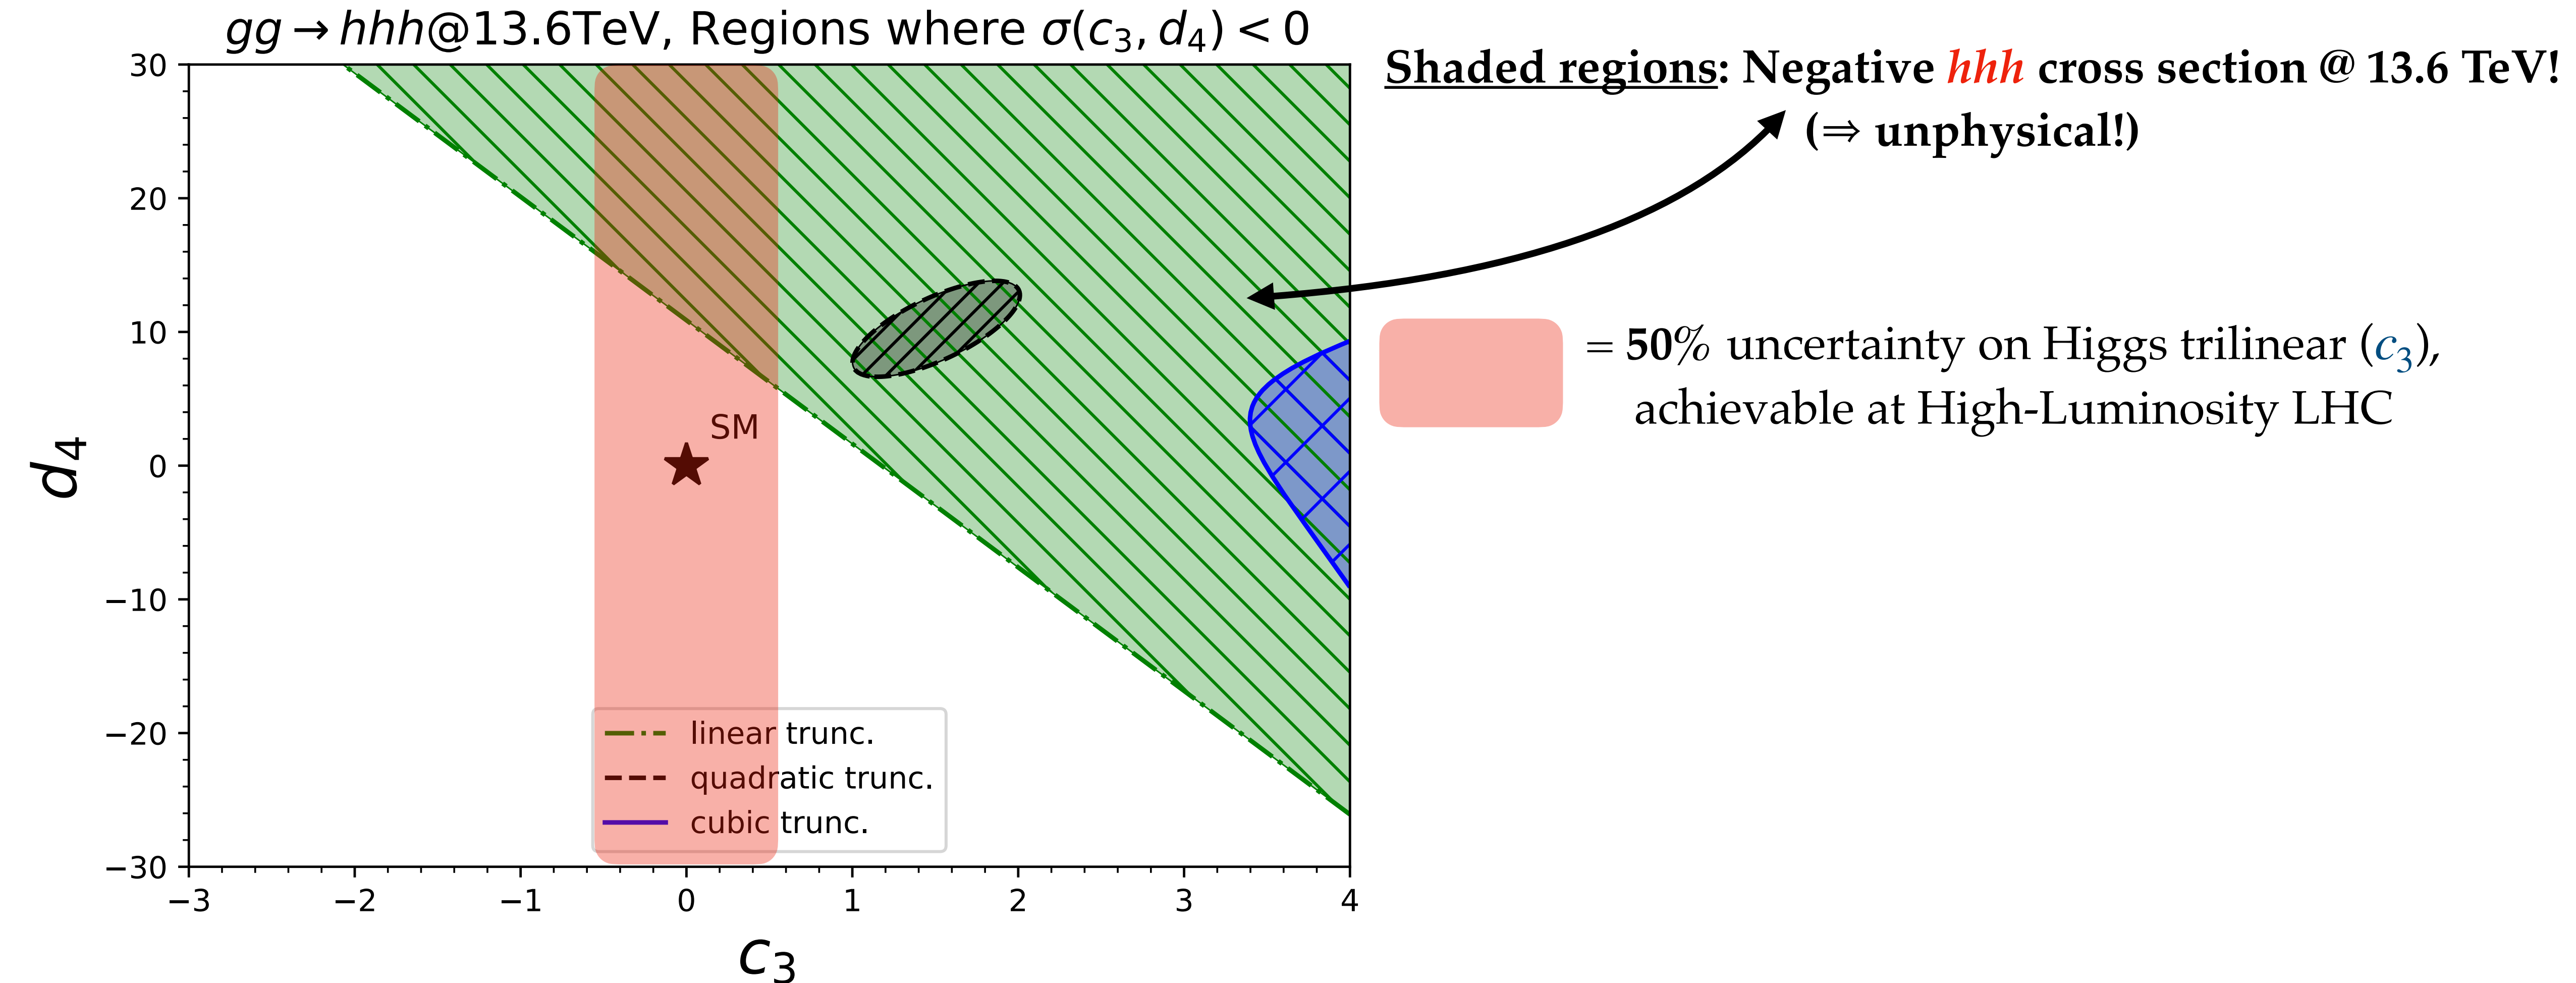 gg → hhh@13.6TeV, Regions where σ(c₃, d₄) < 0
Shaded regions: Negative hhh cross section @ 13.6 TeV!
(⇒ unphysical!)
= 50% uncertainty on Higgs trilinear (c₃),
achievable at High-Luminosity LHC
30
20
10
0
−10
−20
−30
d₄
SM
linear trunc.
quadratic trunc.
cubic trunc.
−3 −2 −1 0 1 2 3 4
c₃